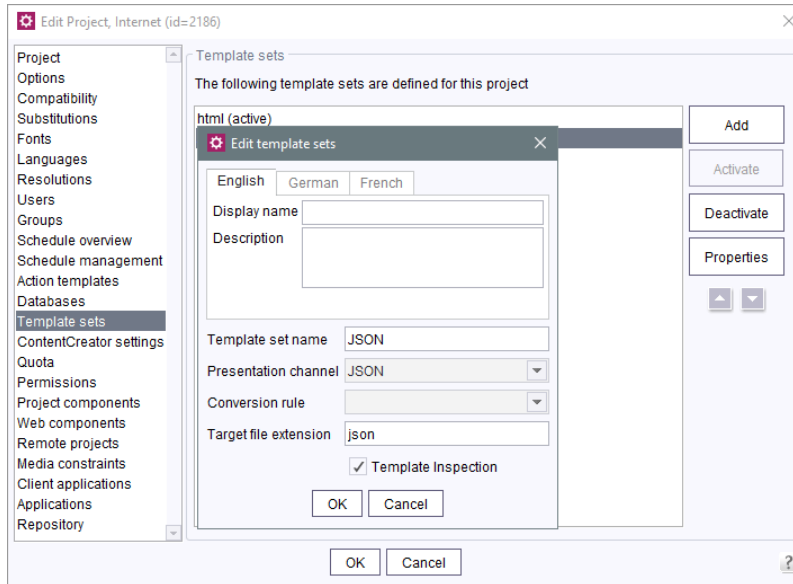 Edit Project, Internet (id=2186)
Project
Options
Compatibility
Substitutions
Fonts
Languages
Resolutions
Users
Groups
Schedule overview
Schedule management
Action templates
Databases
Template sets
ContentCreator settings
Quota
Permissions
Project components
Web components
Remote projects
Media constraints
Client applications
Applications
Repository
Template sets
The following template sets are defined for this project
html (active)
Add
Activate
Deactivate
Properties
Edit template sets
English German French
Display name
Description
Template set name JSON
Presentation channel JSON
Conversion rule
Target file extension json
Template Inspection
OK Cancel
OK Cancel
?